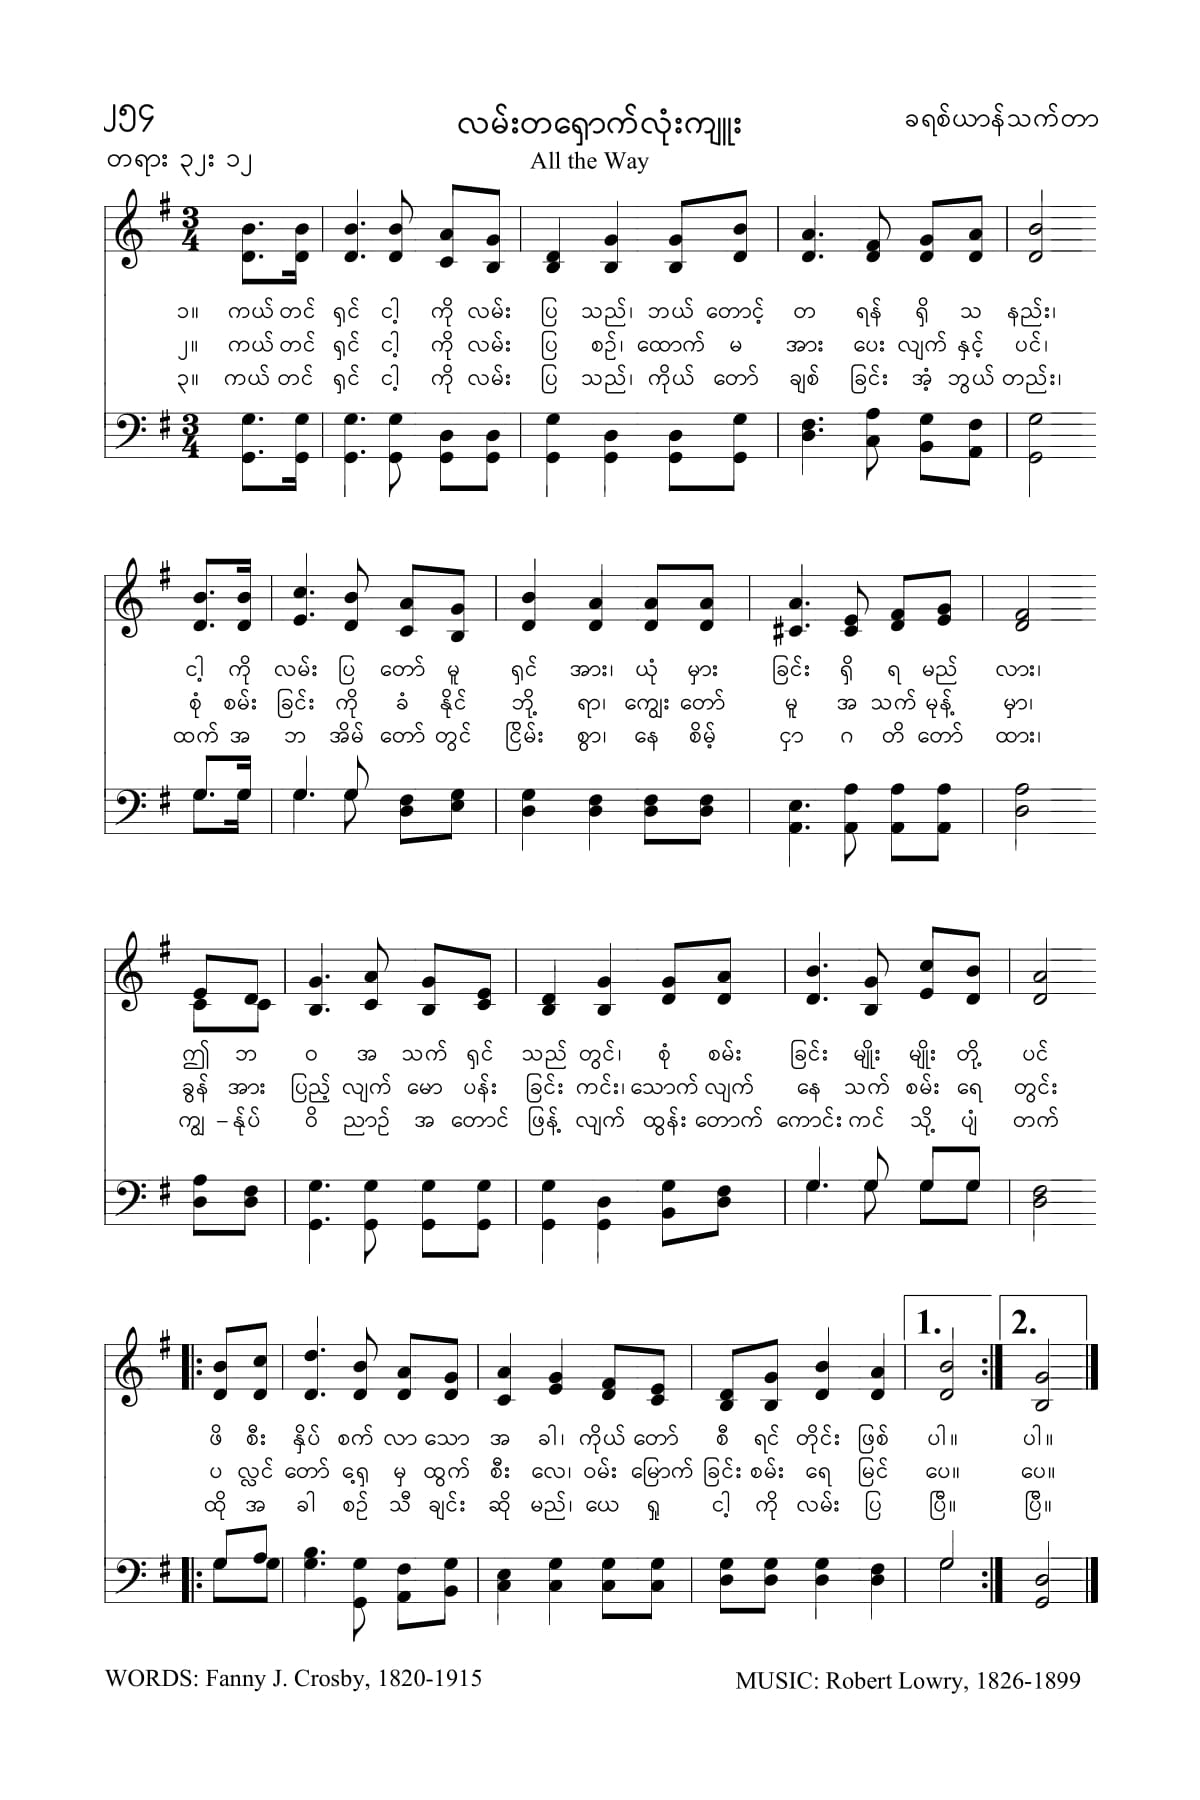 ၂၅၄
လမ်းတရှောက်လုံးကျူး
ခရစ်ယာန်သက်တာ
တရား ၃၂း ၁၂
All the Way
၁။ ကယ် တင် ရှင် ငါ့ ကို လမ်း ပြ သည်၊ ဘယ် တောင့် တ ရန် ရှိ သ နည်း၊
၂။ ကယ် တင် ရှင် ငါ့ ကို လမ်း ပြ စဉ်၊ ထောက် မ အား ပေး လျက် နှင့် ပင်၊
၃။ ကယ် တင် ရှင် ငါ့ ကို လမ်း ပြ သည်၊ ကိုယ် တော် ချစ် ခြင်း အံ့ ဘွယ် တည်း၊
ငါ့ ကို လမ်း ပြ တော် မူ ရှင် အား၊ ယုံ မှား ခြင်း ရှိ ရ မည် လား၊
စုံ စမ်း ခြင်း ကို ခံ နိုင် ဘို့ ရာ၊ ကျွေး တော် မူ အ သက် မုန့် မှာ၊
ထက် အ ဘ အိမ် တော် တွင် ငြိမ်း စွာ၊ နေ စိမ့် ငှာ ဂ တိ တော် ထား၊
ဤ ဘ ဝ အ သက် ရှင် သည် တွင်၊ စုံ စမ်း ခြင်း မျိုး မျိုး တို့ ပင်
ခွန် အား ပြည့် လျက် မော ပန်း ခြင်း ကင်း၊ သောက် လျက် နေ သက် စမ်း ရေ တွင်း
ကျွ – န်ုပ် ဝိ ညာဉ် အ တောင် ဖြန့် လျက် ထွန်း တောက် ကောင်း ကင် သို့ ပျံ တက်
ဖိ စီး နှိပ် စက် လာ သော အ ခါ၊ ကိုယ် တော် စီ ရင် တိုင်း ဖြစ် ပါ။ ပါ။
ပ လ္လင် တော် ရှေ့ မှ ထွက် စီး လေ၊ ဝမ်း မြောက် ခြင်း စမ်း ရေ မြင် ပေ။ ပေ။
ထို အ ခါ စဉ် သီ ချင်း ဆို မည်၊ ယေ ရှု ငါ့ ကို လမ်း ပြ ပြီ။ ပြီ။
1. 2.
WORDS: Fanny J. Crosby, 1820-1915
MUSIC: Robert Lowry, 1826-1899